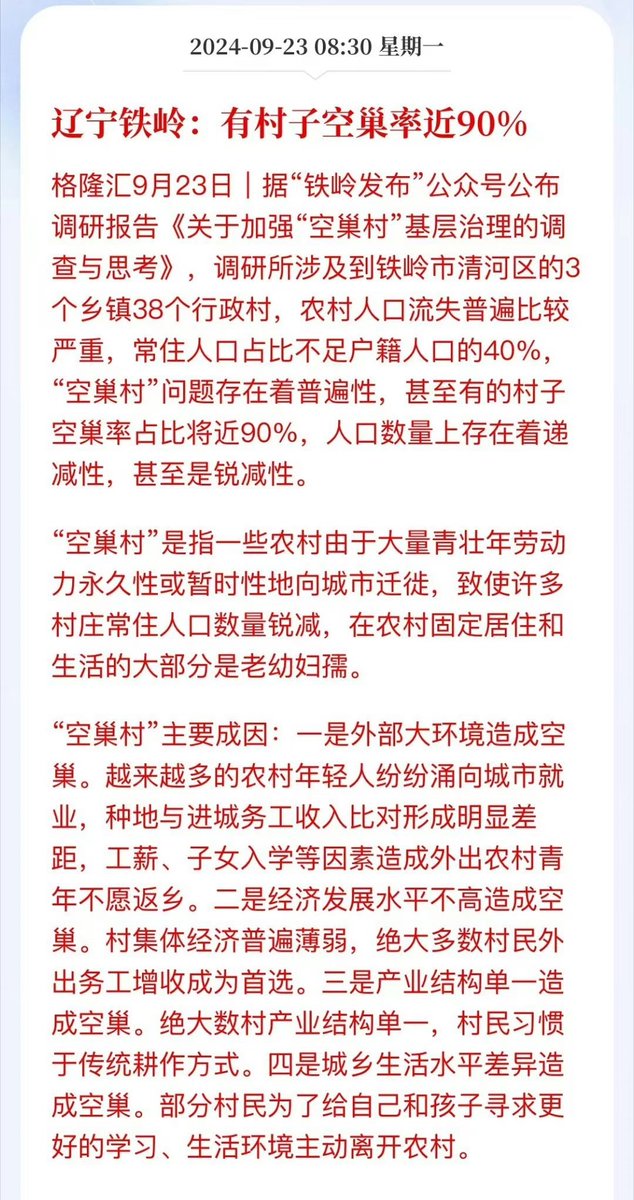 2024-09-23 08:30 星期一
辽宁铁岭：有村子空巢率近90%
格隆汇9月23日｜据“铁岭发布”公众号公布
调研报告《关于加强“空巢村”基层治理的调
查与思考》，调研所涉及到铁岭市清河区的3
个乡镇38个行政村，农村人口流失普遍比较
严重，常住人口占比不足户籍人口的40%，
“空巢村”问题存在着普遍性，甚至有的村子
空巢率占比将近90%，人口数量上存在着递
减性，甚至是锐减性。
“空巢村”是指一些农村由于大量青壮年劳动
力永久性或暂时性地向城市迁徙，致使许多
村庄常住人口数量锐减，在农村固定居住和
生活的大部分是老幼妇孺。
“空巢村”主要成因：一是外部大环境造成空
巢。越来越多的农村年轻人纷纷涌向城市就
业，种地与进城务工收入比对形成明显差
距，工薪、子女入学等因素造成外出农村青
年不愿返乡。二是经济发展水平不高造成空
巢。村集体经济普遍薄弱，绝大多数村民外
出务工增收成为首选。三是产业结构单一造
成空巢。绝大数村产业结构单一，村民习惯
于传统耕作方式。四是城乡生活水平差异造
成空巢。部分村民为了给自己和孩子寻求更
好的学习、生活环境主动离开农村。